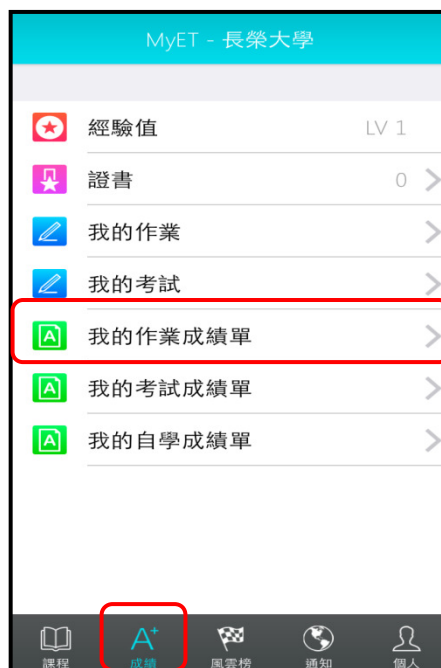 MyET - 長榮大學
經驗值 LV 1
證書 0
我的作業
我的考試
A 我的作業成績單
A 我的考試成績單
A 我的自學成績單
A+
課程 成績 風雲榜 通知 個人